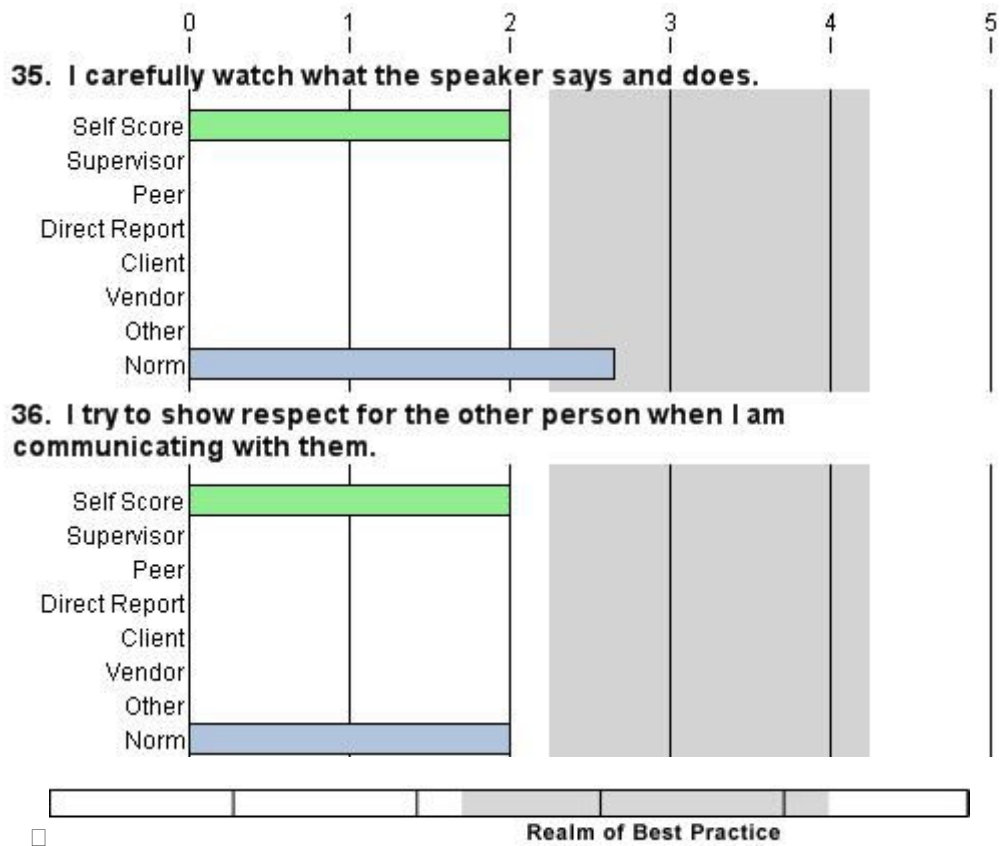 0 1 2 3 4 5
35. I carefully watch what the speaker says and does.
Self Score
Supervisor
Peer
Direct Report
Client
Vendor
Other
Norm
36. I try to show respect for the other person when I am
communicating with them.
Self Score
Supervisor
Peer
Direct Report
Client
Vendor
Other
Norm
Realm of Best Practice